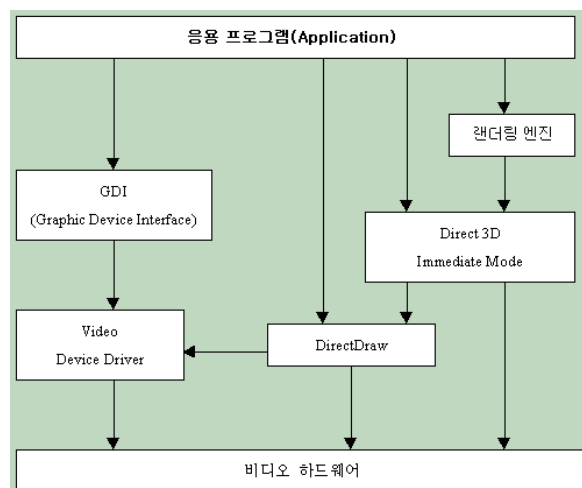 응용 프로그램(Application)
랜더링 엔진
GDI
(Graphic Device Interface)
Direct 3D
Immediate Mode
Video
Device Driver
DirectDraw
비디오 하드웨어